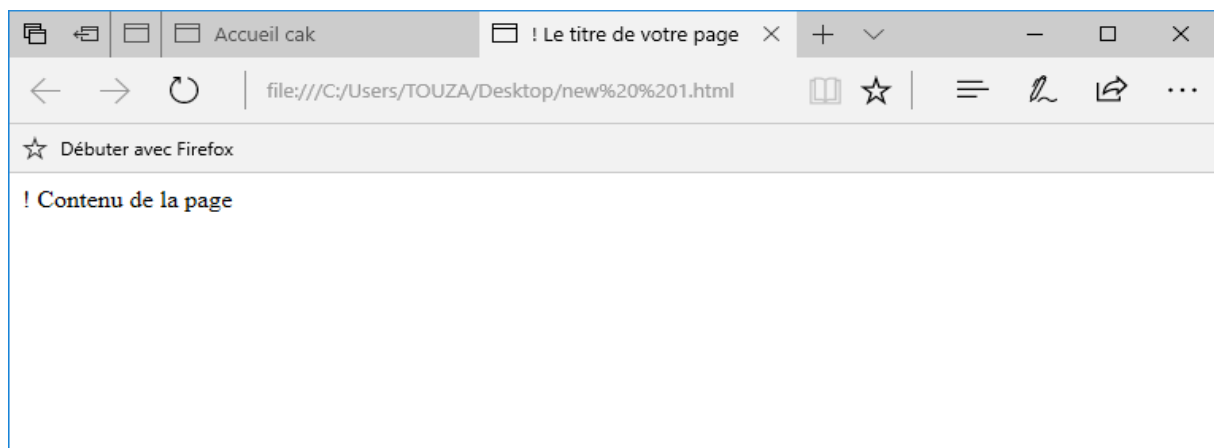 Accueil cak
! Le titre de votre page
file:///C:/Users/TOUZA/Desktop/new%20%201.html
Débuter avec Firefox
! Contenu de la page